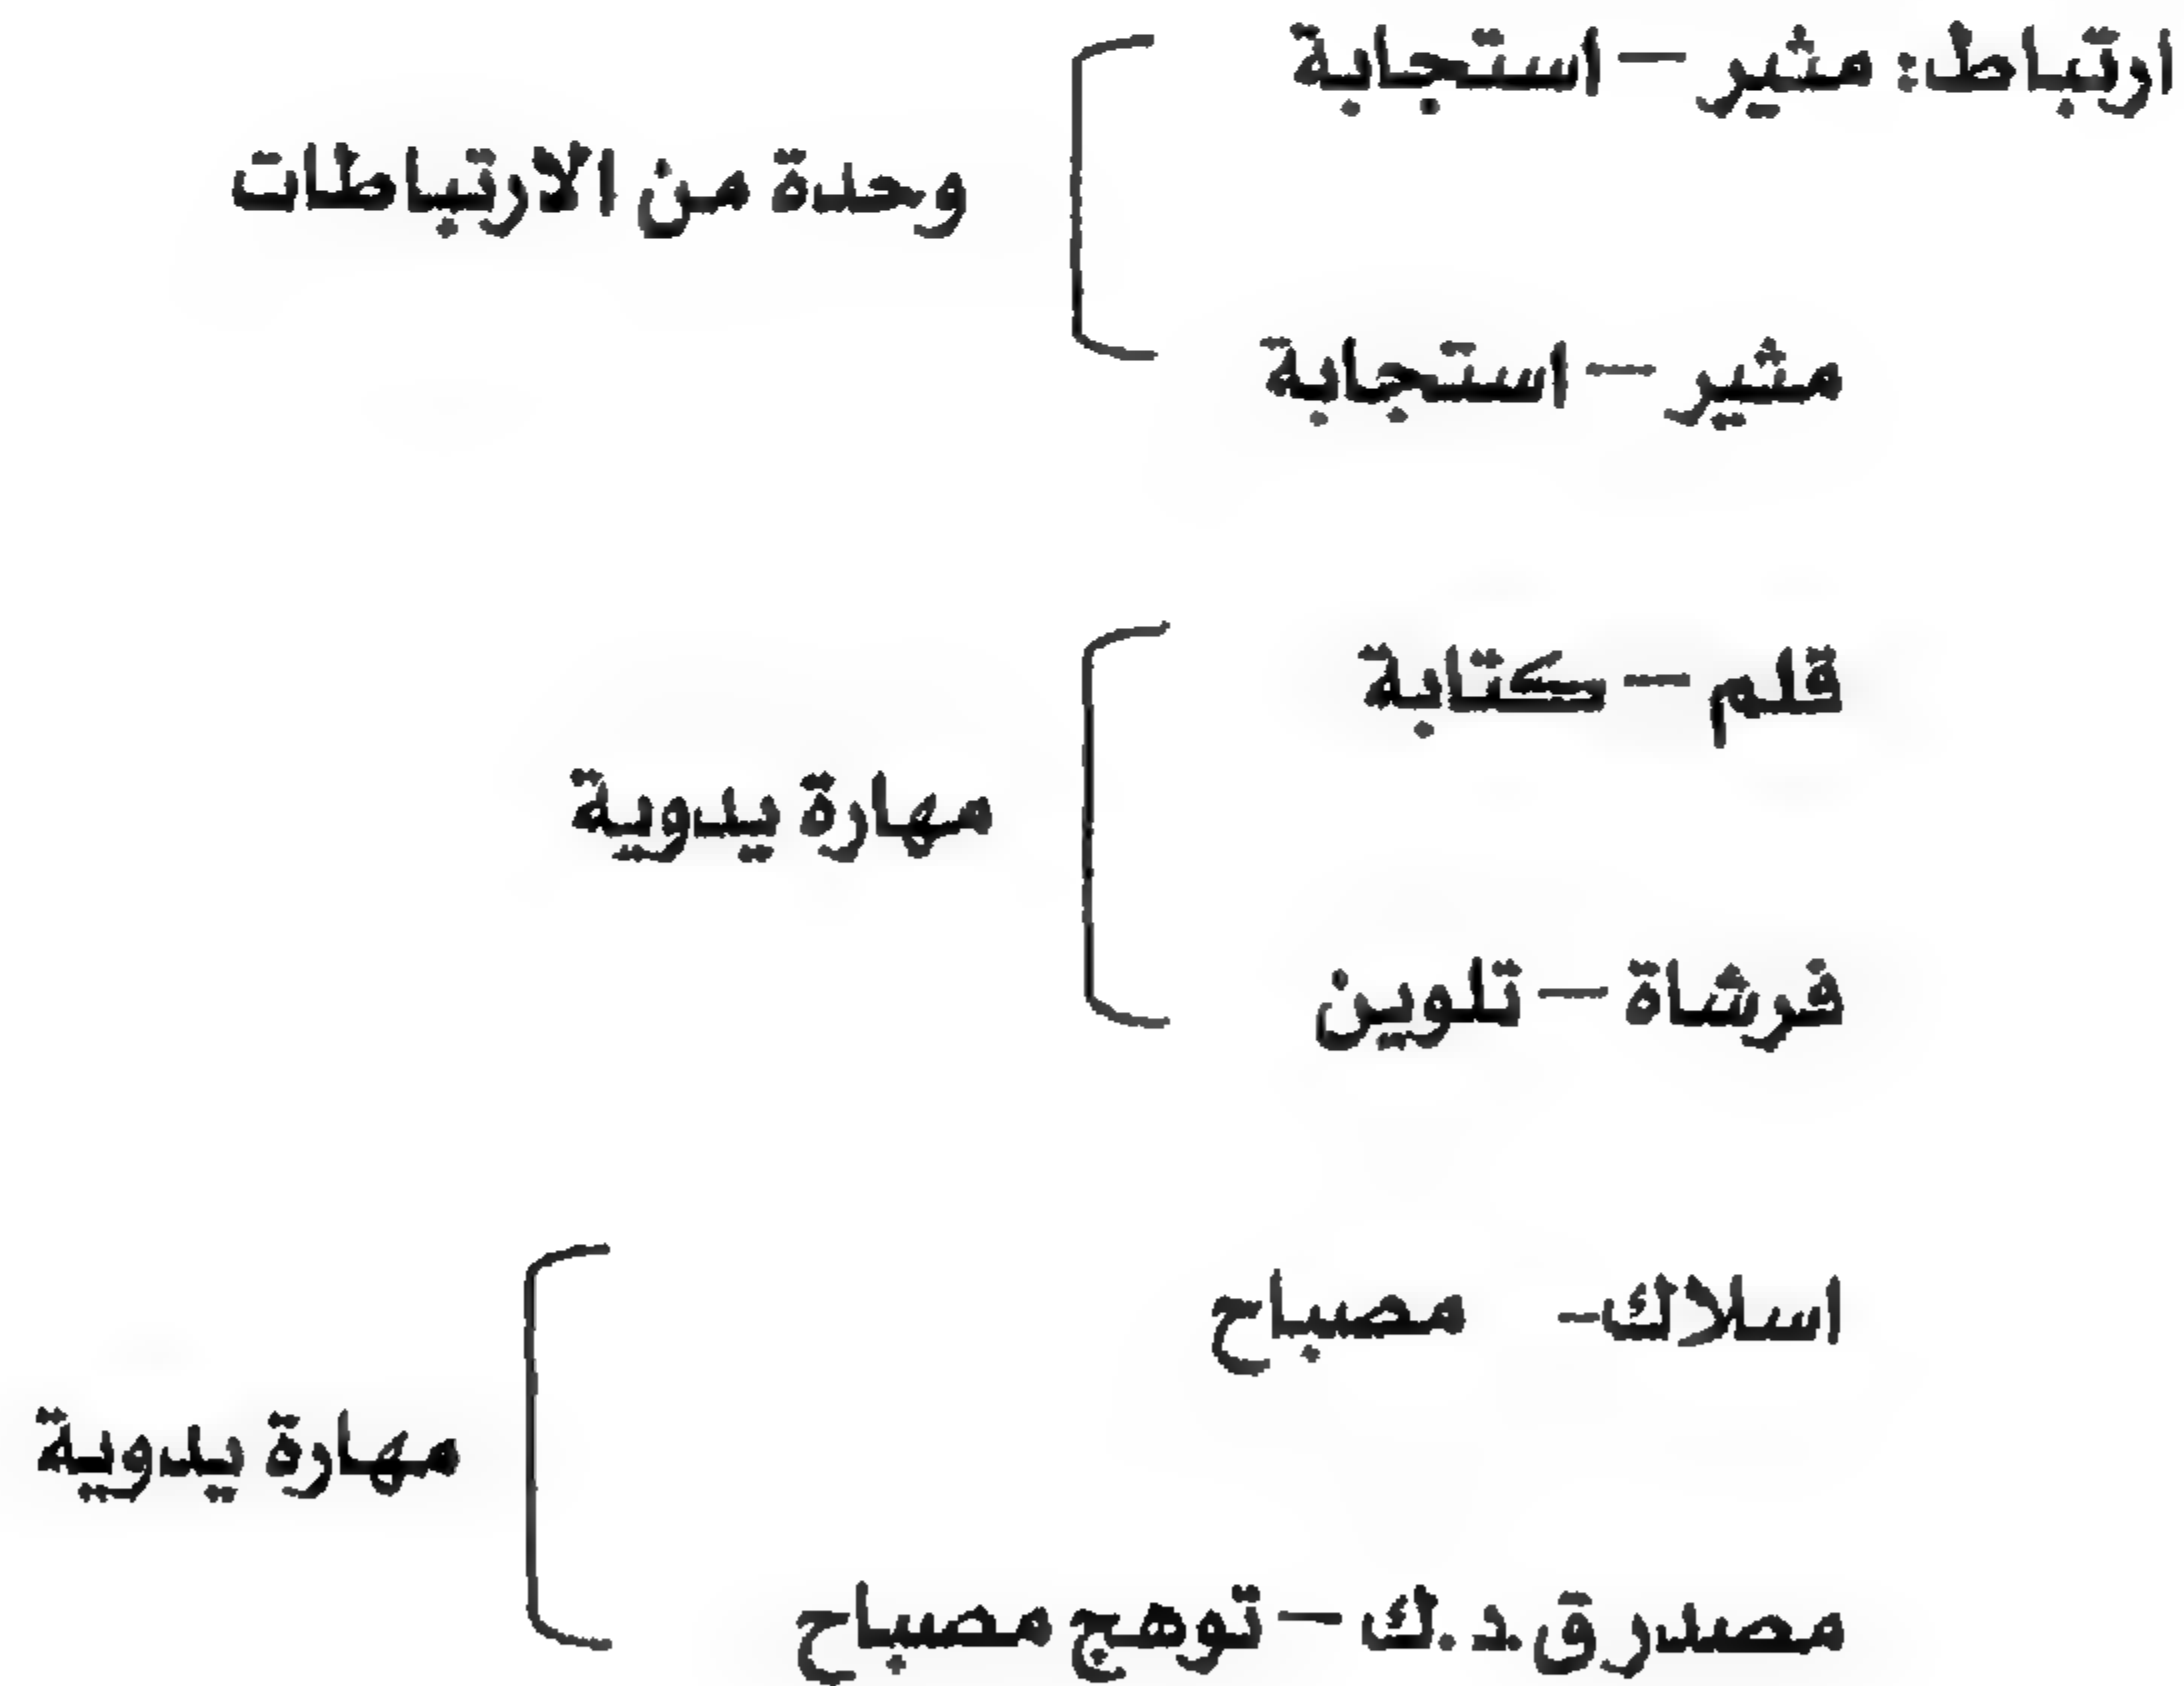 ارتباط: مثير – استجابة
وحدة من الارتباطات
مثير – استجابة
قلم – كتابة
مهارة يدوية
فرشاة – تلوين
اسلاك- مصباح
مهارة يدوية
مصدر ق.د.ك – توهج مصباح